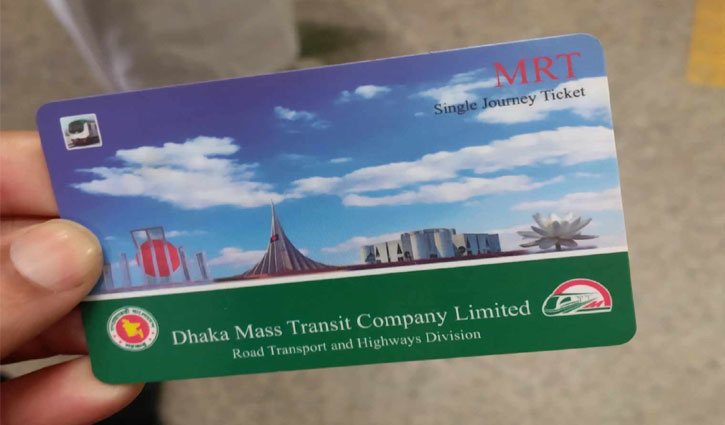 MRT
Single Journey Ticket
Dhaka Mass Transit Company Limited
Road Transport and Highways Division